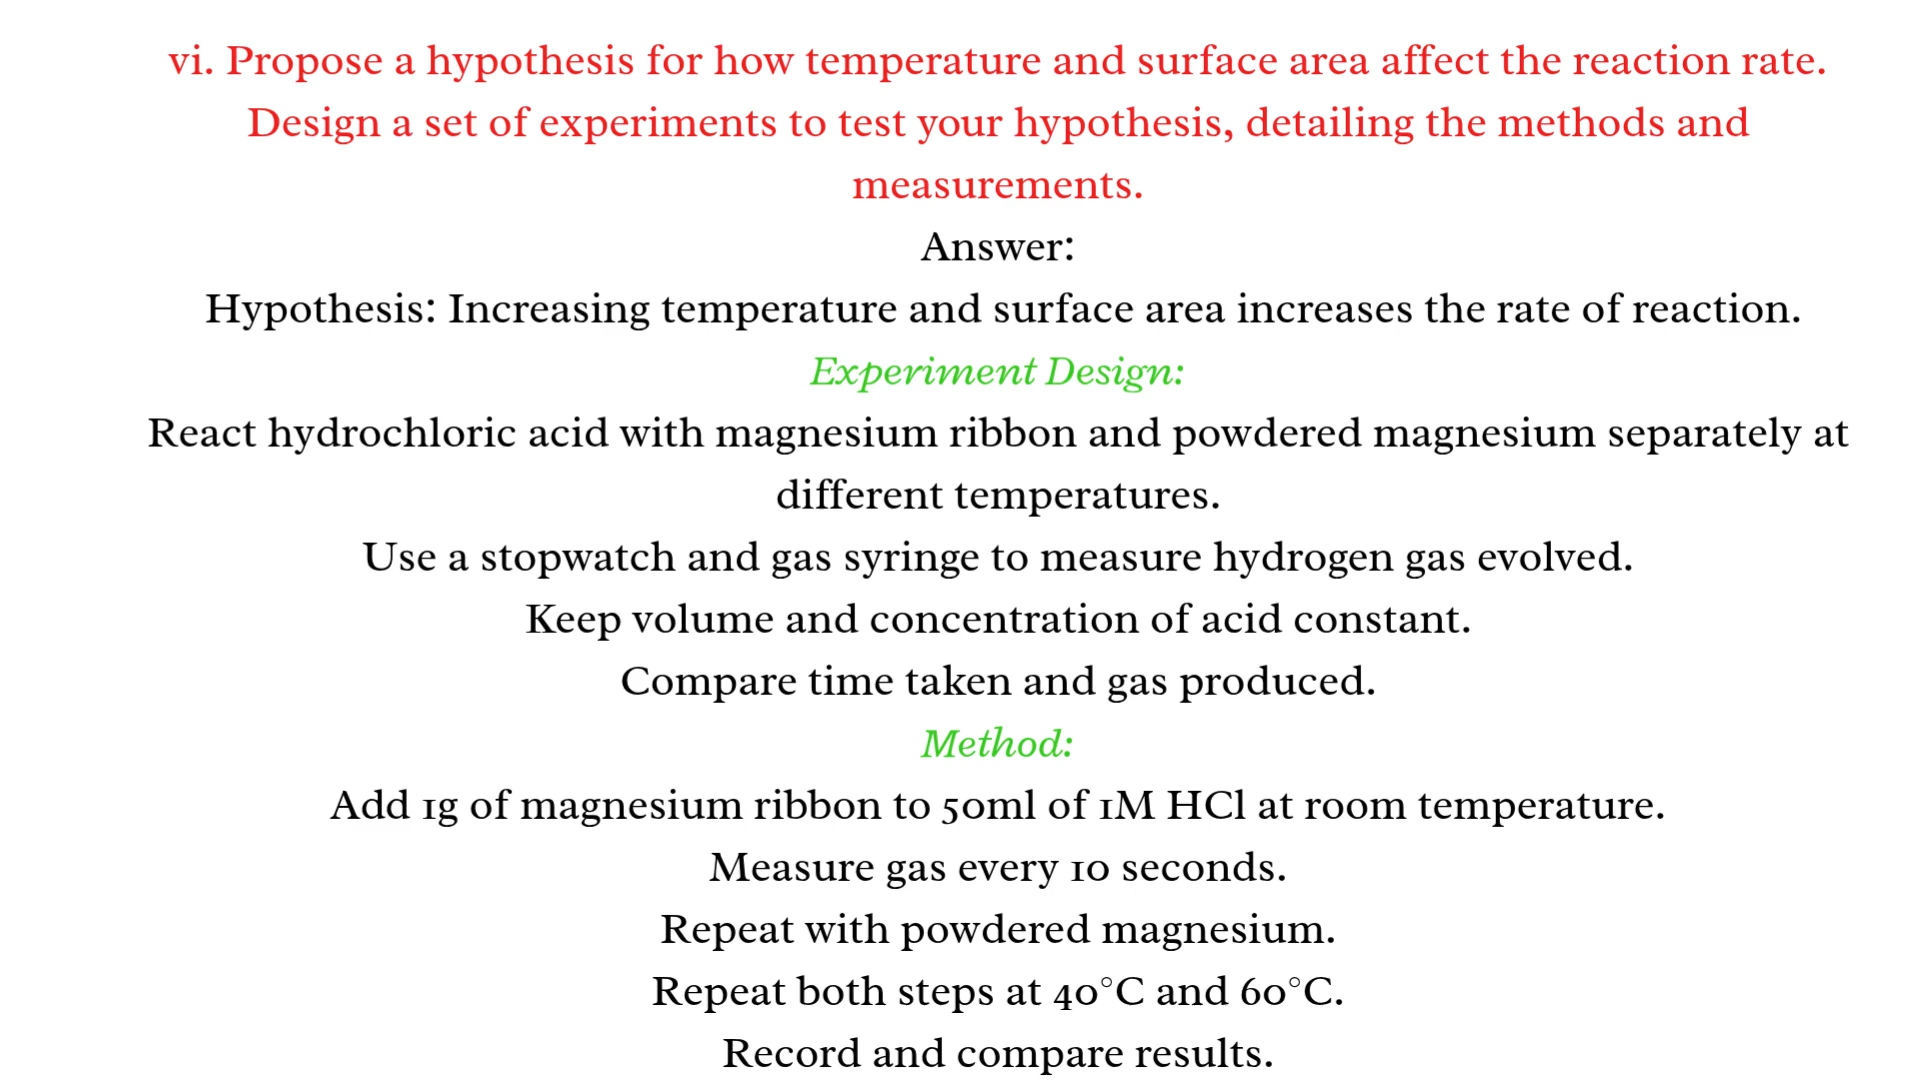 vi. Propose a hypothesis for how temperature and surface area affect the reaction rate.
Design a set of experiments to test your hypothesis, detailing the methods and
measurements.
Answer:
Hypothesis: Increasing temperature and surface area increases the rate of reaction.
Experiment Design:
React hydrochloric acid with magnesium ribbon and powdered magnesium separately at
different temperatures.
Use a stopwatch and gas syringe to measure hydrogen gas evolved.
Keep volume and concentration of acid constant.
Compare time taken and gas produced.
Method:
Add 1g of magnesium ribbon to 50ml of 1M HCl at room temperature.
Measure gas every 10 seconds.
Repeat with powdered magnesium.
Repeat both steps at 40°C and 60°C.
Record and compare results.